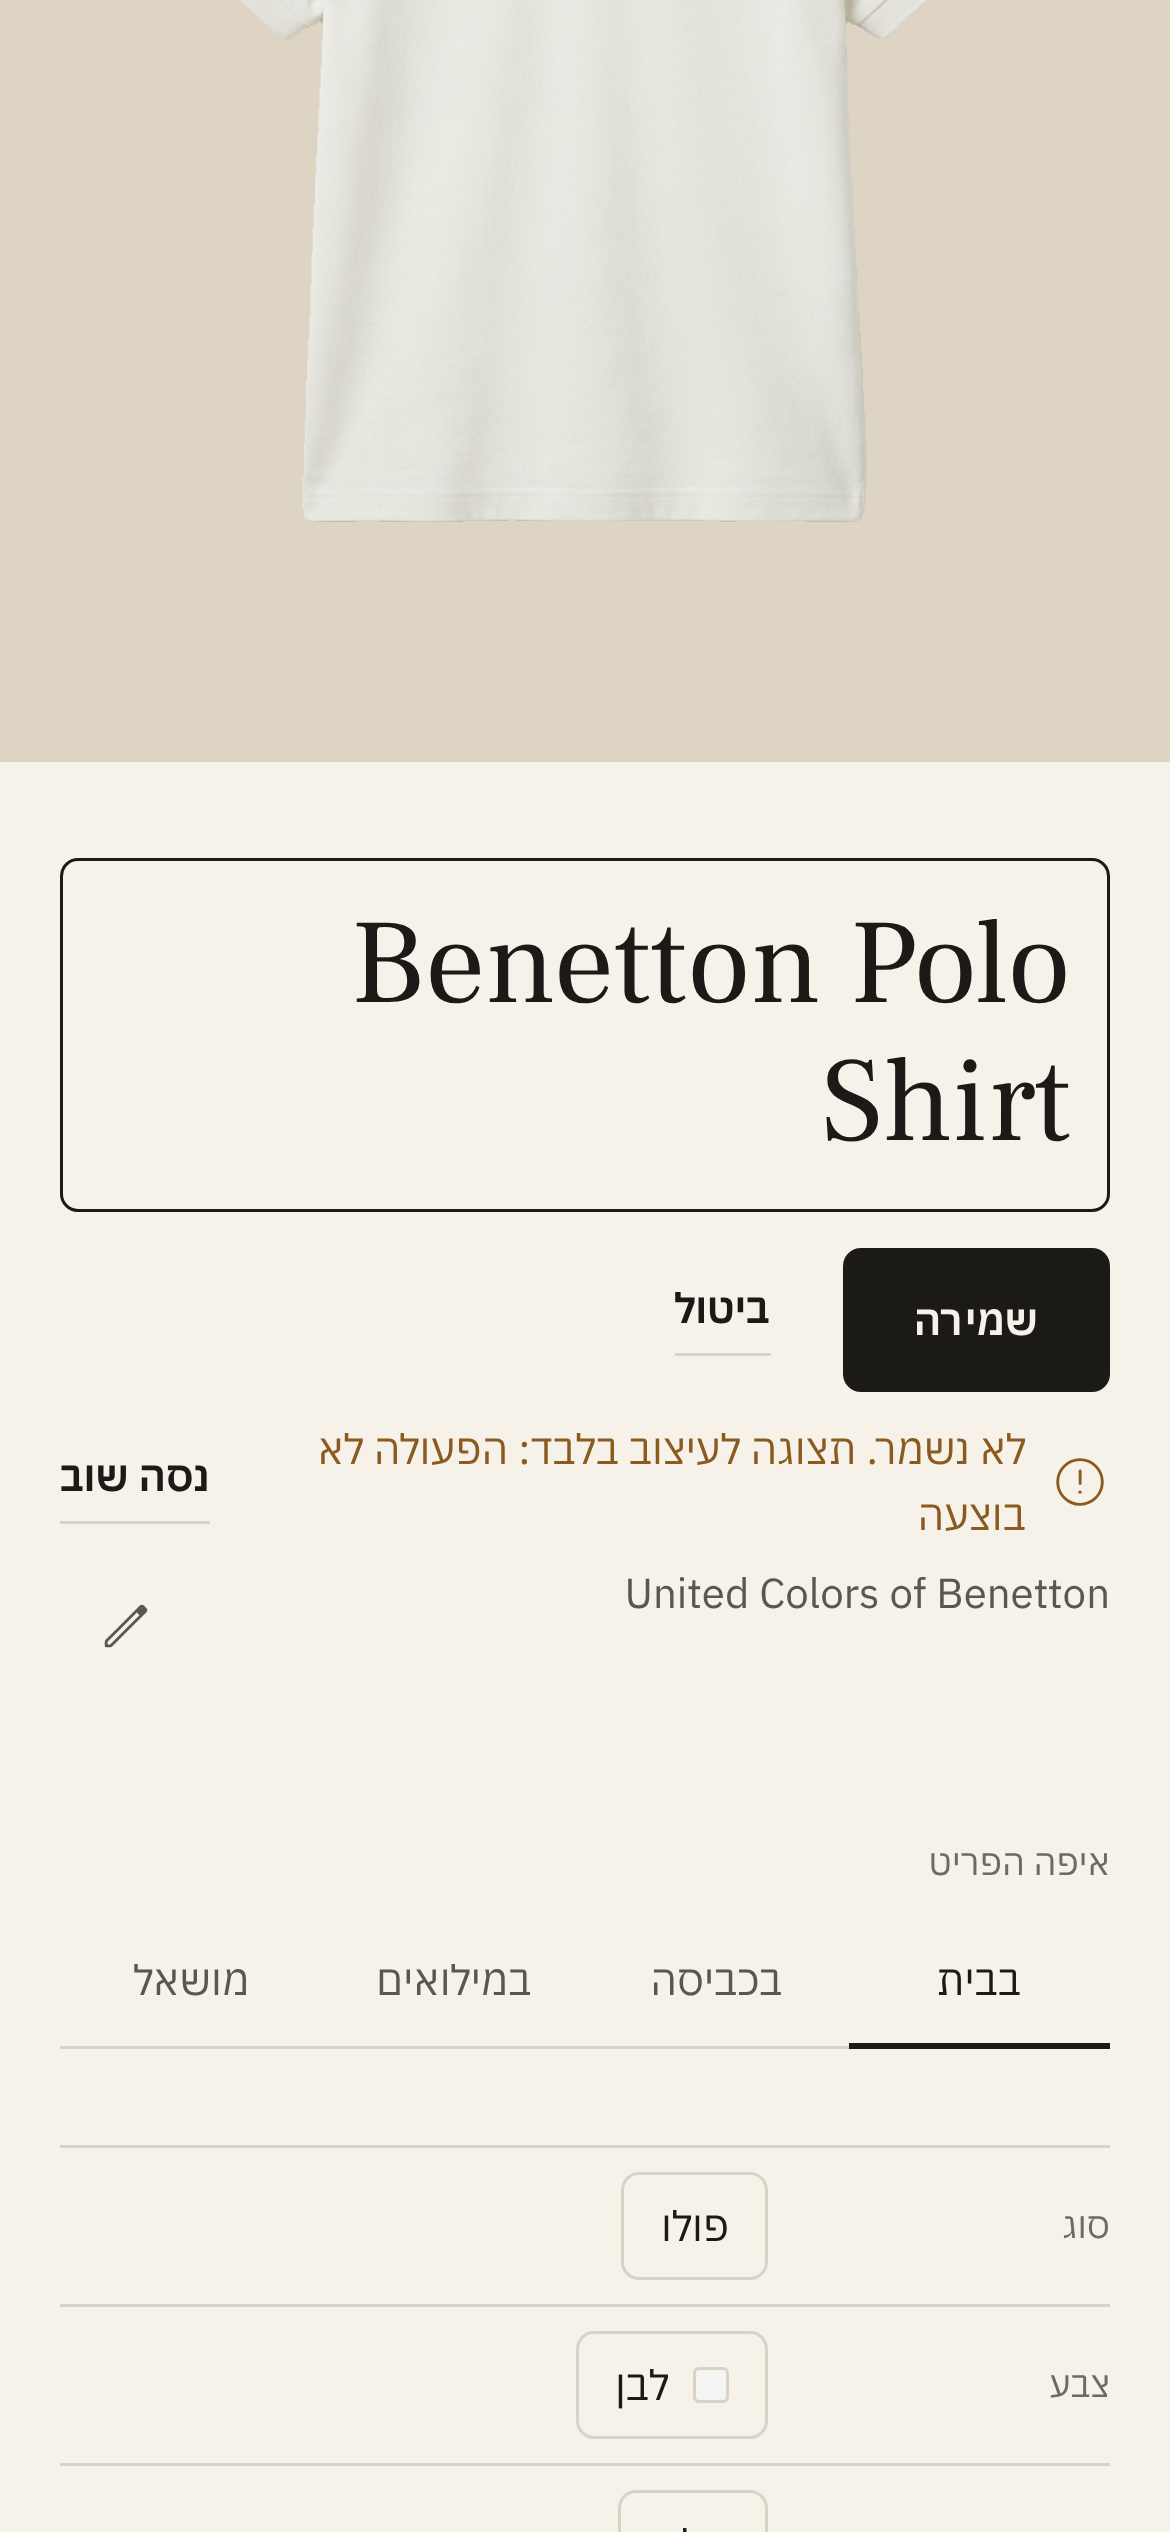 Benetton Polo
Shirt
שמירה
ביטול
לא נשמר. תצוגה לעיצוב בלבד: הפעולה לא
בוצעה
נסה שוב
United Colors of Benetton
איפה הפריט
בבית
בכביסה
במילואים
מושאל
סוג
פולו
צבע
לבן